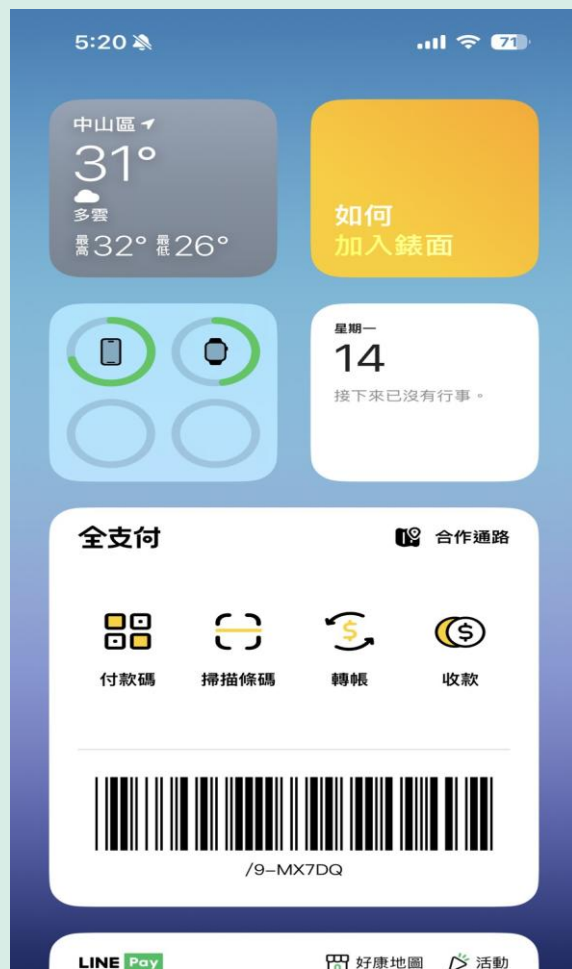 5:20
71
中山區
31°
多雲
最高32° 最低26°
如何
加入錶面
星期一
14
接下來已沒有行事。
全支付
合作通路
付款碼 掃描條碼 轉帳 收款
/9-MX7DQ
LINE Pay
好康地圖 活動